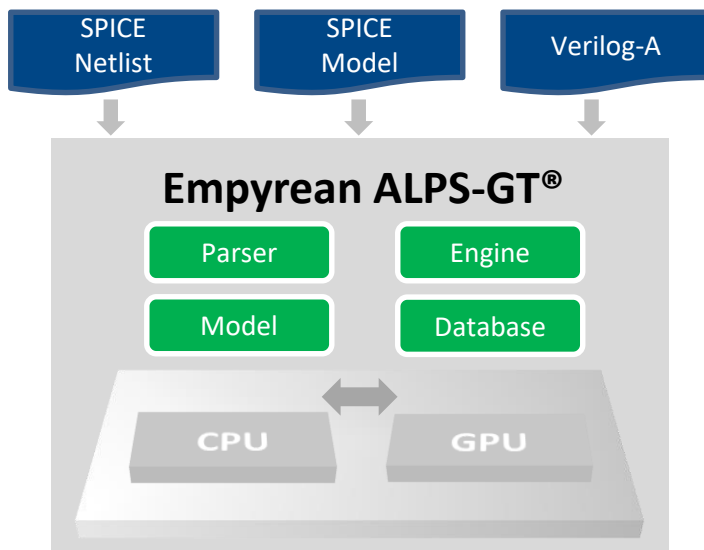 SPICE
Netlist
SPICE
Model
Verilog-A
Empyrean ALPS-GT®
Parser
Engine
Model
Database
CPU
GPU